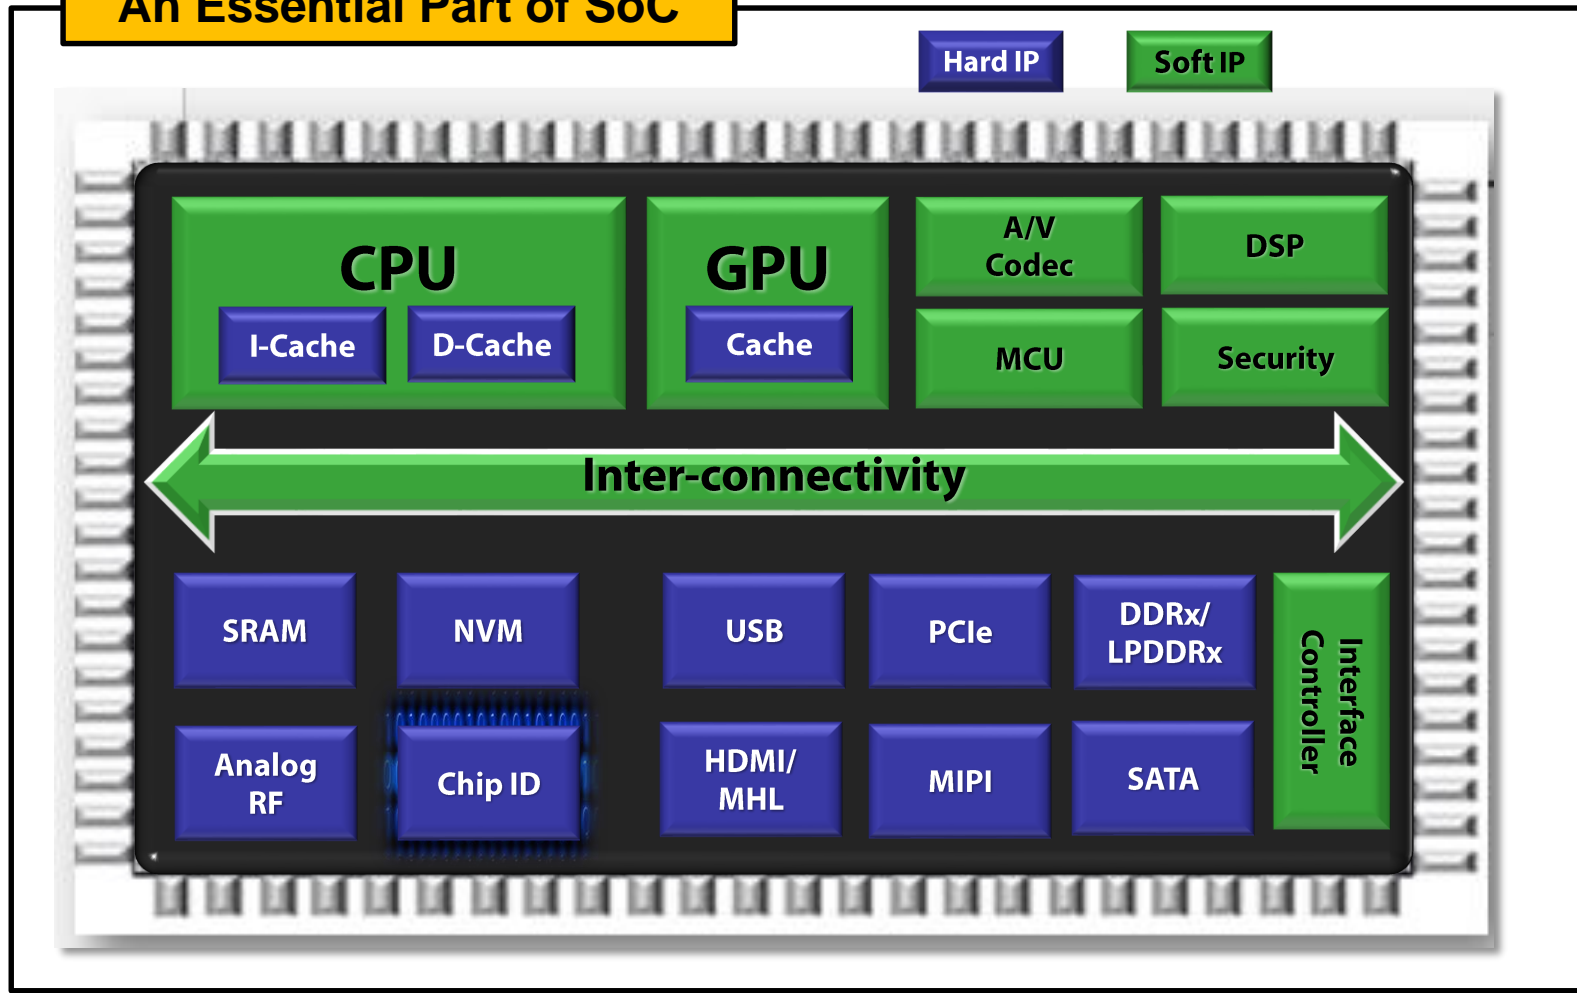 An Essential Part of SoC
Hard IP
Soft IP
CPU
I-Cache
D-Cache
GPU
Cache
A/V
Codec
DSP
MCU
Security
Inter-connectivity
SRAM
NVM
USB
PCIe
DDRx/
LPDDRx
Interface
Controller
Analog
RF
Chip ID
HDMI/
MHL
MIPI
SATA